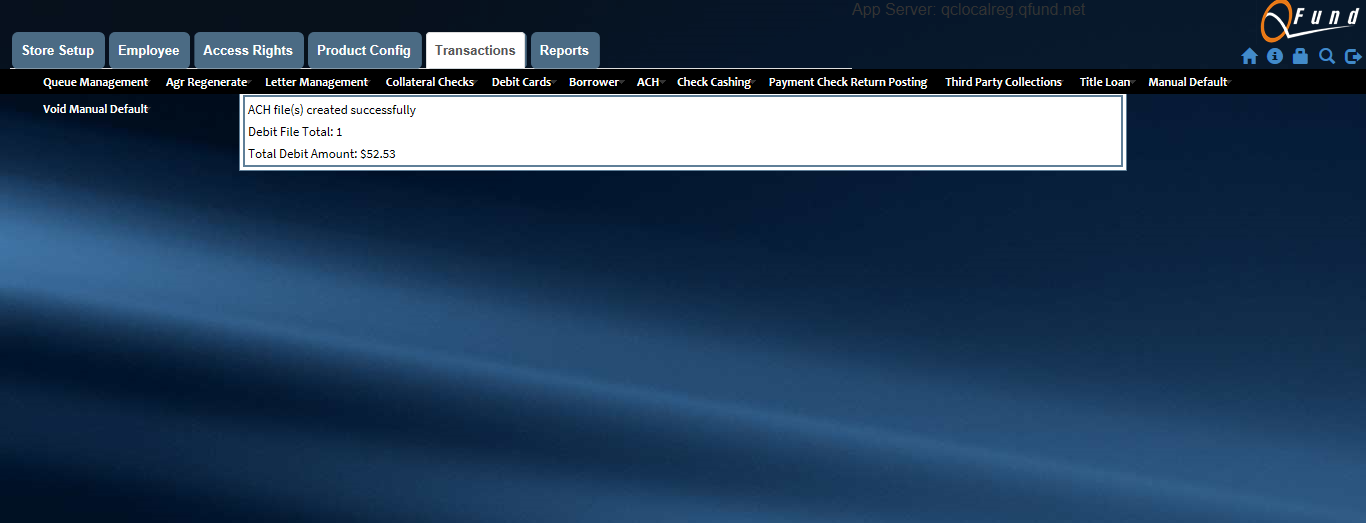 App Server: qclocalreg.qfund.net
QFund
Store Setup Employee Access Rights Product Config Transactions Reports
Queue Management Agr Regenerate Letter Management Collateral Checks Debit Cards Borrower ACH Check Cashing Payment Check Return Posting Third Party Collections Title Loan Manual Default
Void Manual Default
ACH file(s) created successfully
Debit File Total: 1
Total Debit Amount: $52.53